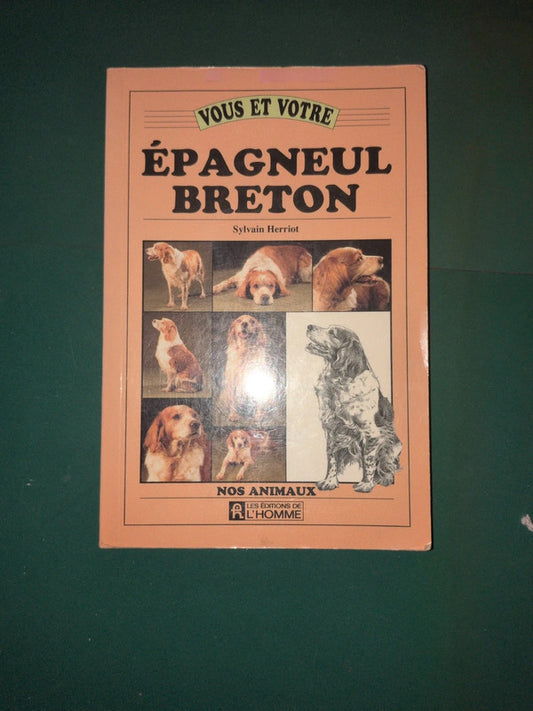 VOUS ET VOTRE
ÉPAGNEUL
BRETON
Sylvain Herriot
NOS ANIMAUX
LES ÉDITIONS DE
L'HOMME